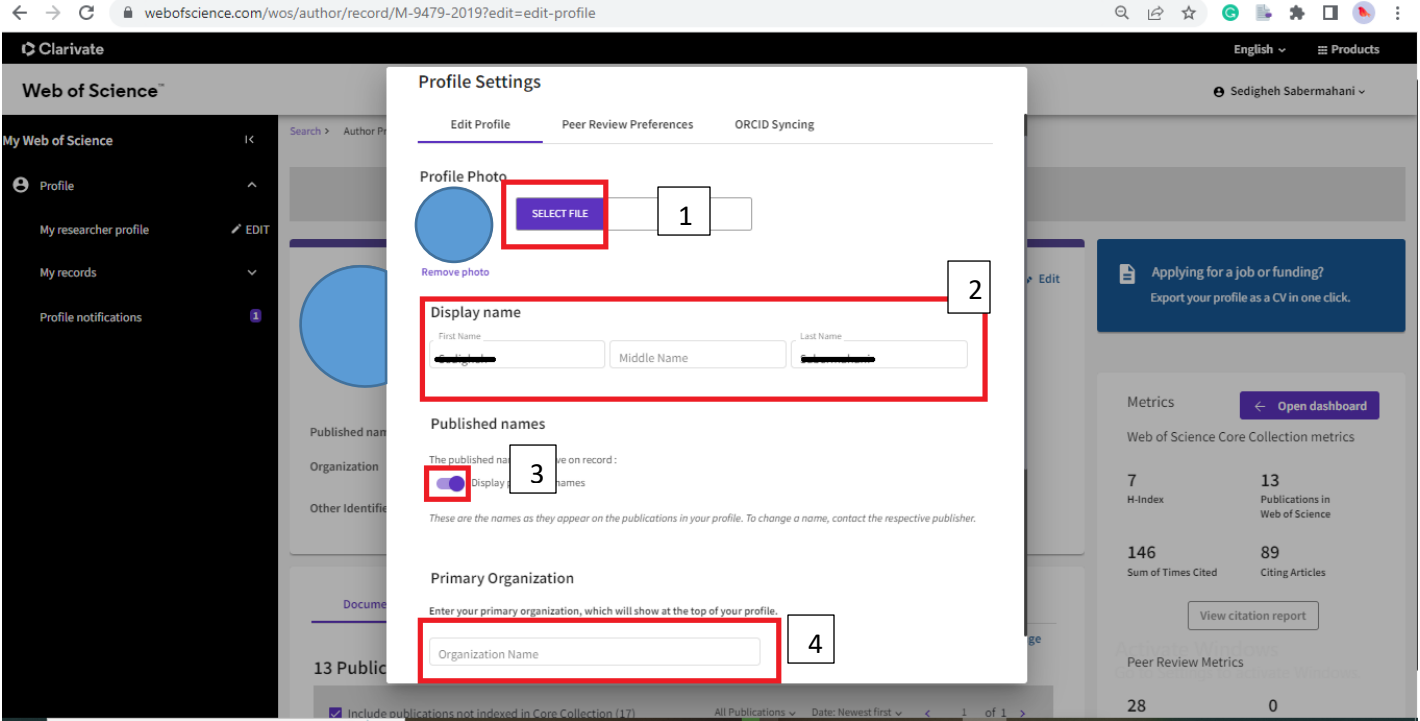 webofscience.com/wos/author/record/M-9479-2019?edit=edit-profile
Clarivate
English
Products
Web of Science™
Sedigheh Sabermahani
My Web of Science
Profile
My researcher profile
EDIT
My records
Profile notifications
1
Search > Author Pr
Profile Settings
Edit Profile
Peer Review Preferences
ORCID Syncing
Profile Photo
SELECT FILE
1
Remove photo
2
Display name
First Name
Middle Name
Last Name
Published names
The published na
ve on record :
3
Display p
names
These are the names as they appear on the publications in your profile. To change a name, contact the respective publisher.
Primary Organization
Enter your primary organization, which will show at the top of your profile.
Organization Name
4
Edit
Published nam
Organization
Other Identifie
Docume
ge
13 Public
Include publications not indexed in Core Collection (17)
All Publications
Date: Newest first
< 1 of 1 >
Applying for a job or funding?
Export your profile as a CV in one click.
Metrics
Open dashboard
Web of Science Core Collection metrics
7
H-Index
13
Publications in
Web of Science
146
Sum of Times Cited
89
Citing Articles
View citation report
Activate Windows
Peer Review Metrics
28
0